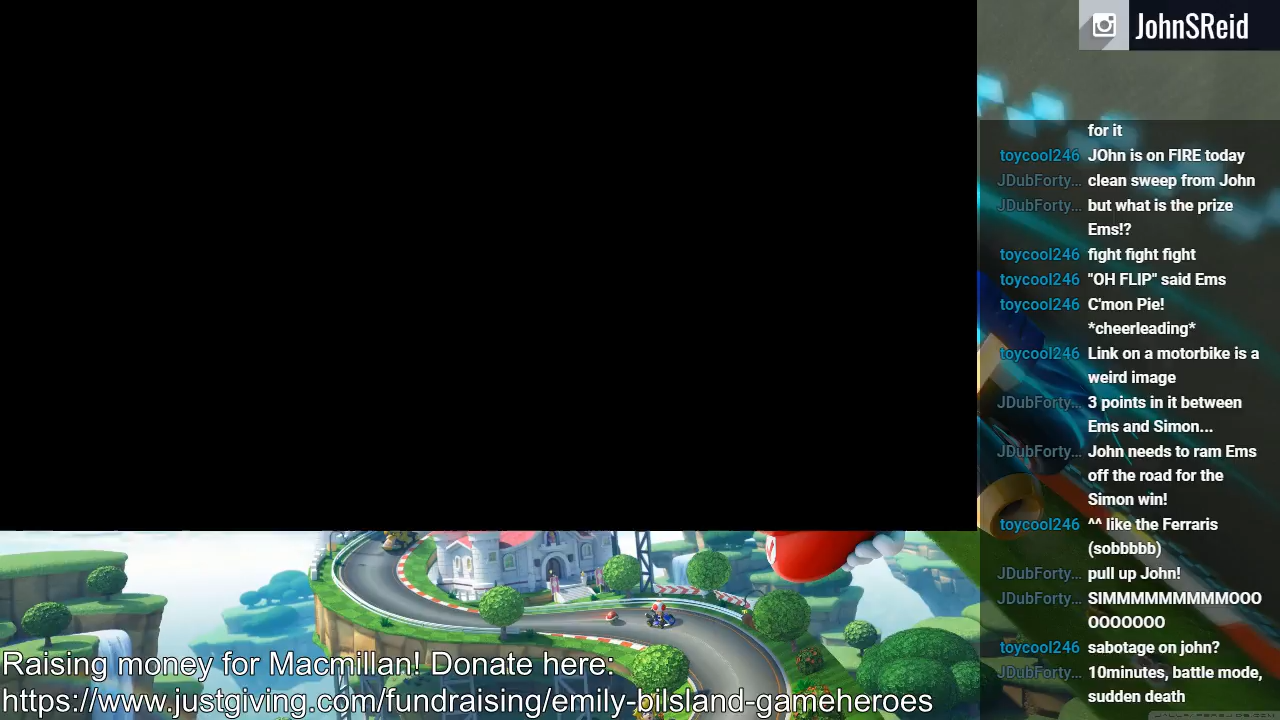 JohnSReid
for it
toycool246 JOhn is on FIRE today
JDubForty... clean sweep from John
JDubForty... but what is the prize
Ems!?
toycool246 fight fight fight
toycool246 "OH FLIP" said Ems
toycool246 C'mon Pie!
*cheerleading*
toycool246 Link on a motorbike is a
weird image
JDubForty... 3 points in it between
Ems and Simon...
JDubForty... John needs to ram Ems
off the road for the
Simon win!
toycool246 ^^ like the Ferraris
(sobbbbb)
JDubForty... pull up John!
JDubForty... SIMMMMMMMMMOOO
OOOOOOO
toycool246 sabotage on john?
JDubForty... 10minutes, battle mode,
sudden death
Raising money for Macmillan! Donate here:
https://www.justgiving.com/fundraising/emily-bilsland-gameheroes